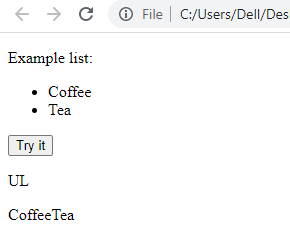 File | C:/Users/Dell/Des
Example list:
• Coffee
• Tea
Try it
UL
CoffeeTea